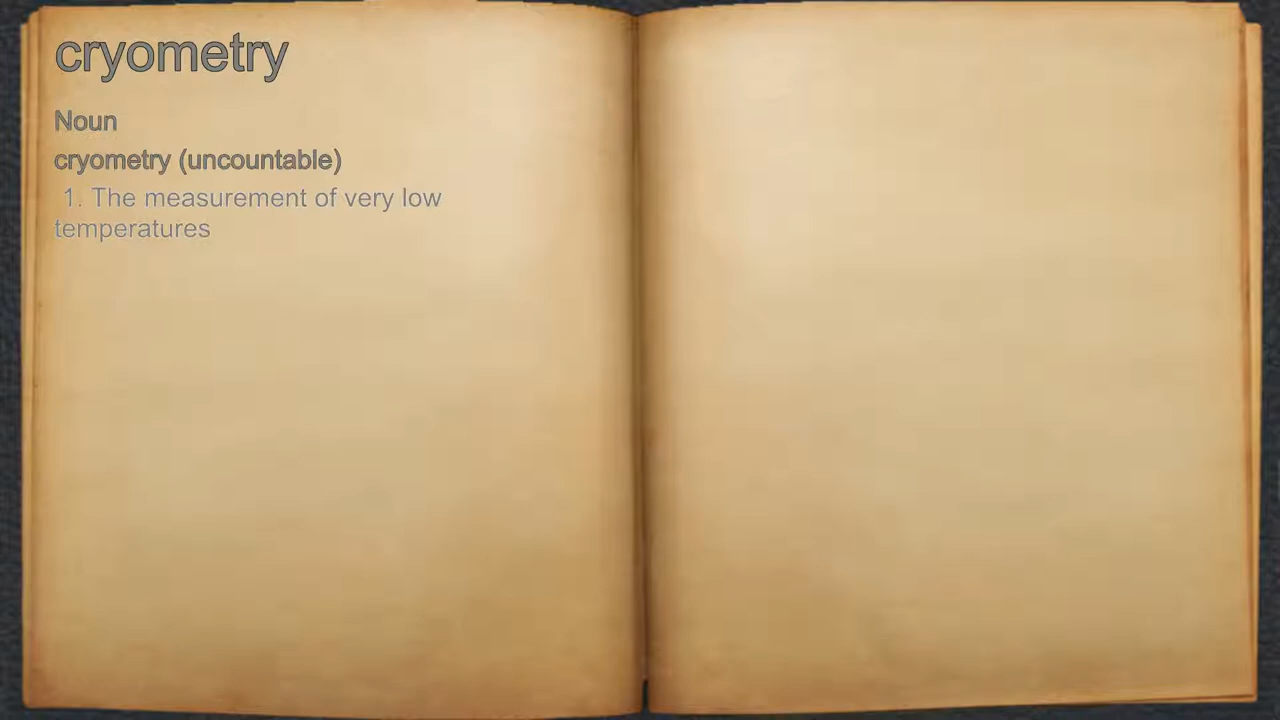 cryometry
Noun
cryometry (uncountable)
1. The measurement of very low
temperatures